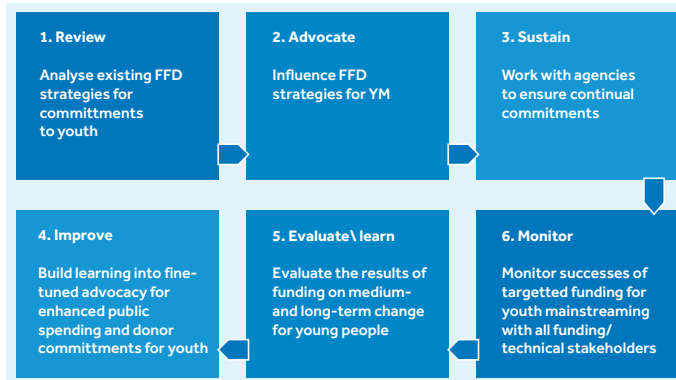 1. Review
Analyse existing FFD
strategies for
committments
to youth
2. Advocate
Influence FFD
strategies for YM
3. Sustain
Work with agencies
to ensure continual
commitments
4. Improve
Build learning into fine-
tuned advocacy for
enhanced public
spending and donor
committments for youth
5. Evaluate\ learn
Evaluate the results of
funding on medium-
and long-term change
for young people
6. Monitor
Monitor successes of
targetted funding for
youth mainstreaming
with all funding/
technical stakeholders